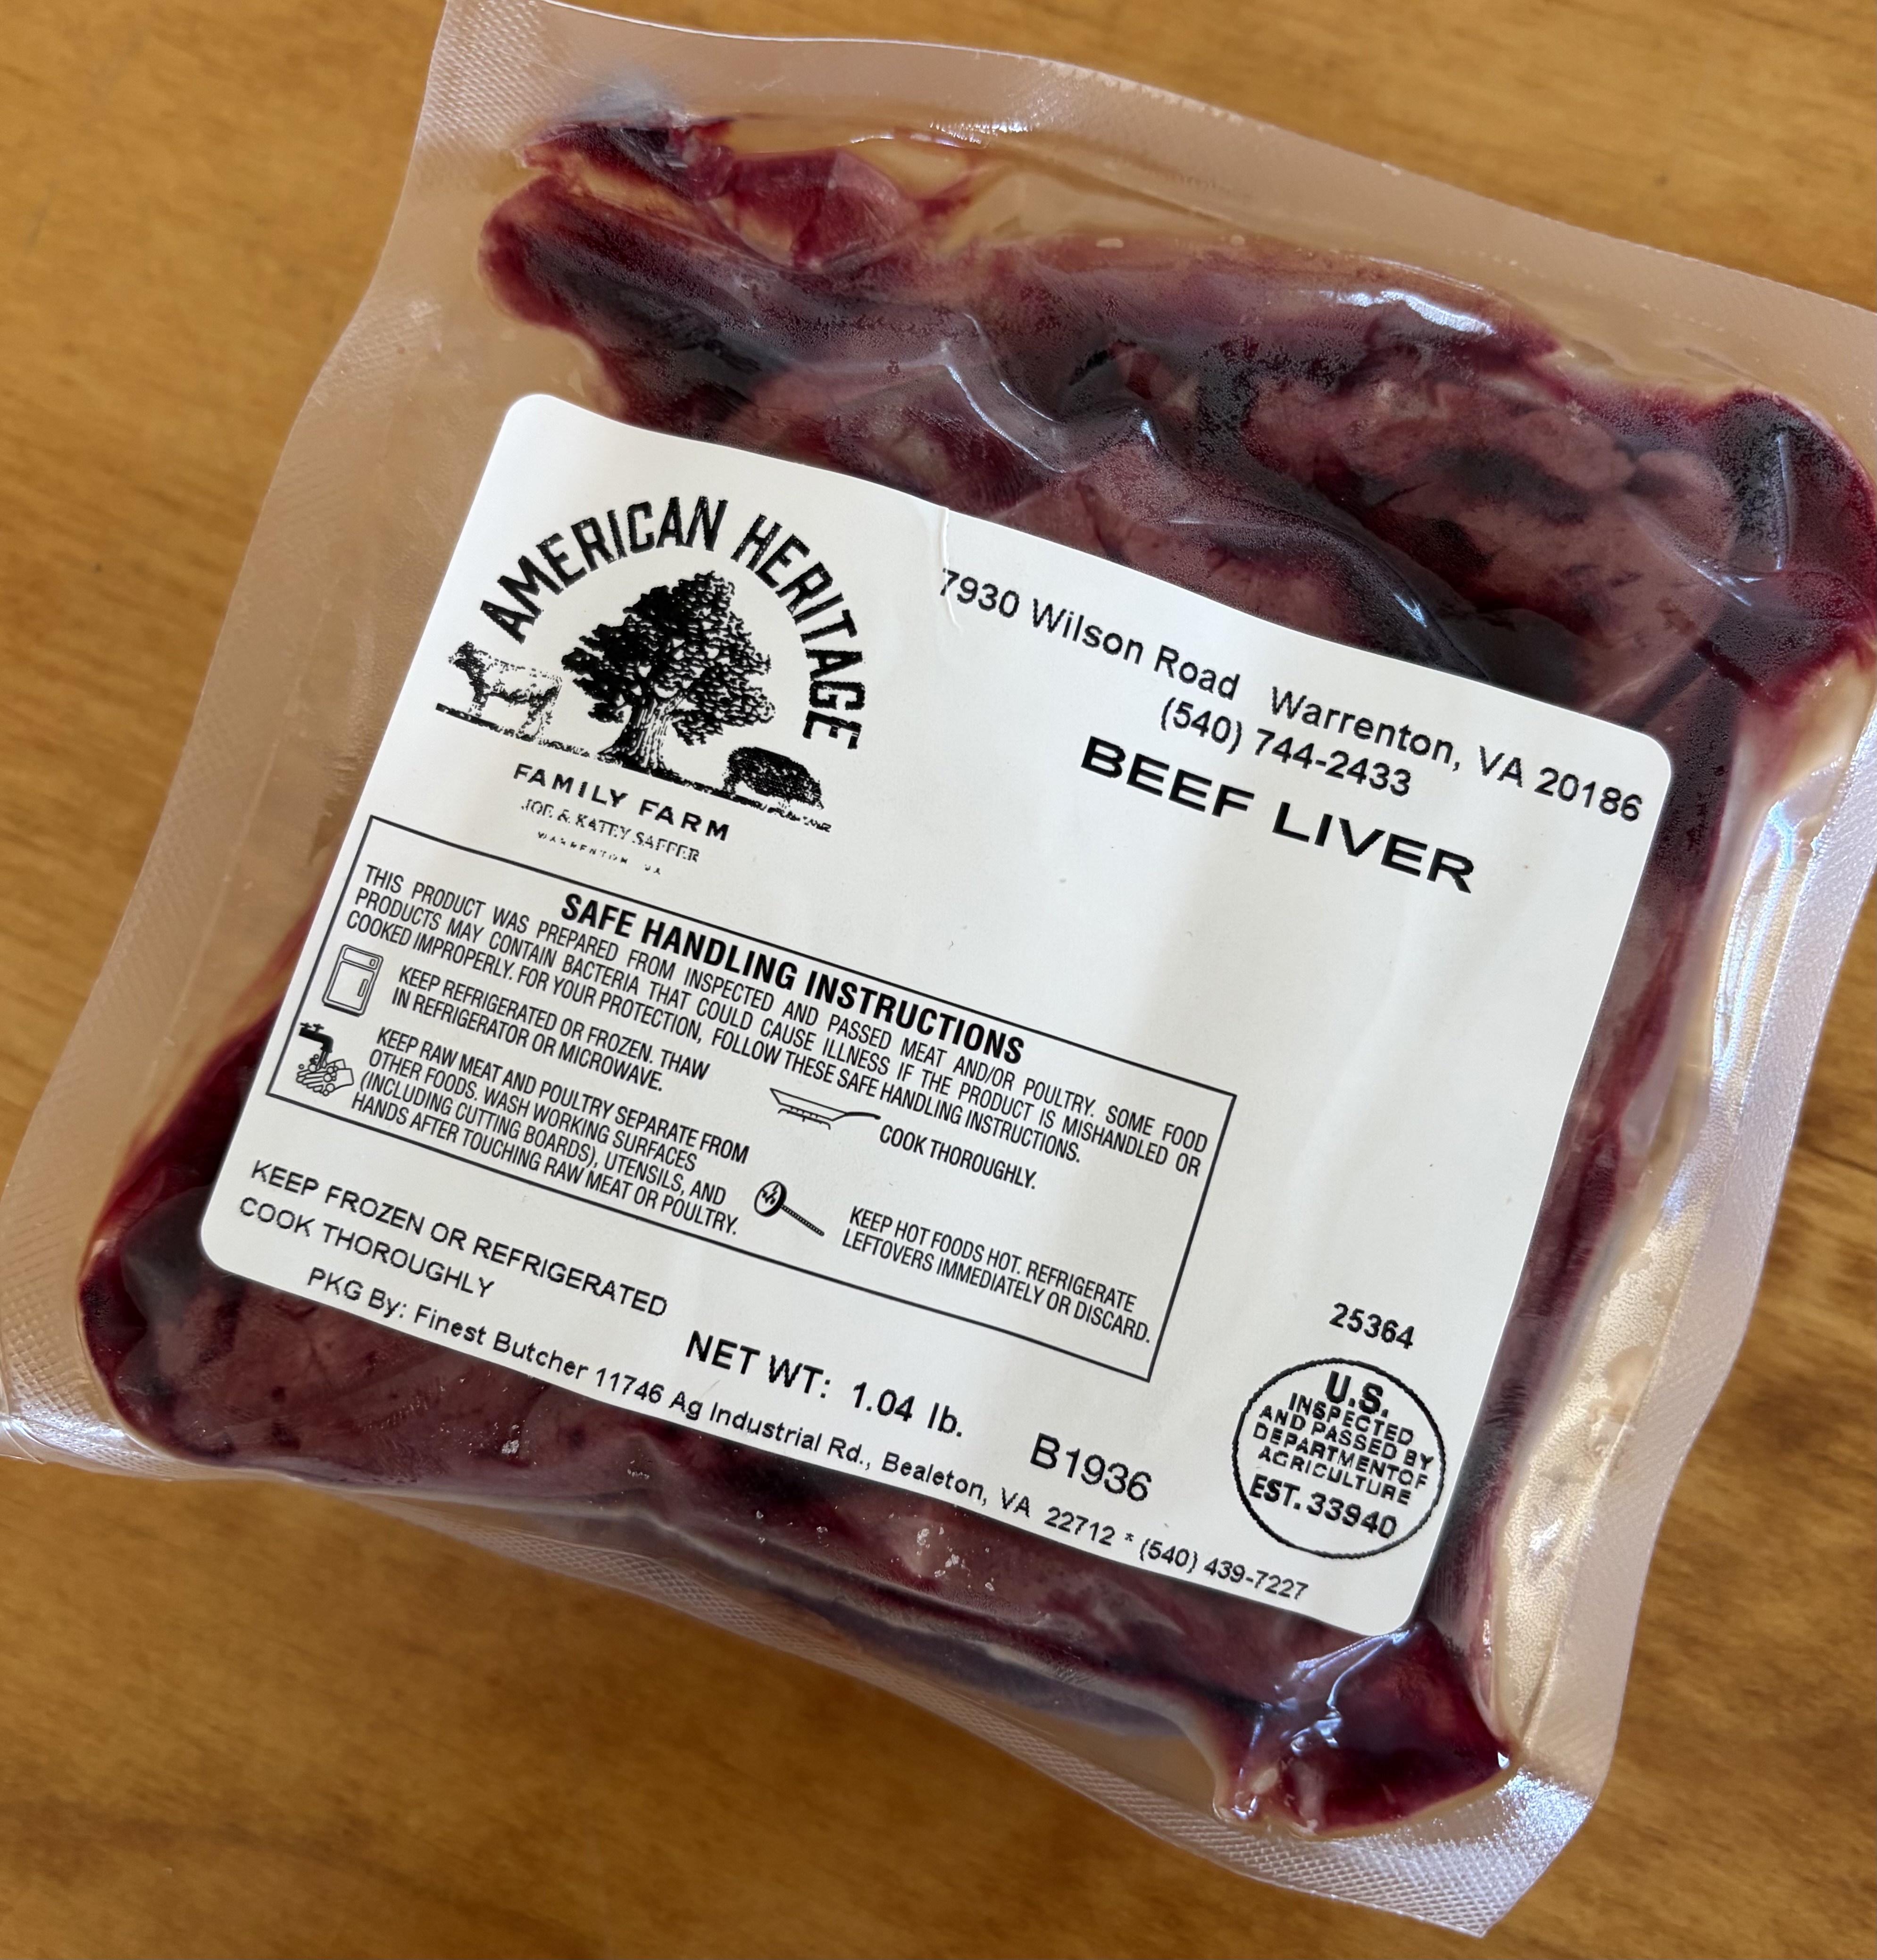 AMERICAN HERITAGE
FAMILY FARM
JOE & KATEY SAFFER
WARRENTON VA
7930 Wilson Road Warrenton, VA 20186
(540) 744-2433
BEEF LIVER
SAFE HANDLING INSTRUCTIONS
THIS PRODUCT WAS PREPARED FROM INSPECTED AND PASSED MEAT AND/OR POULTRY. SOME FOOD
PRODUCTS MAY CONTAIN BACTERIA THAT COULD CAUSE ILLNESS IF THE PRODUCT IS MISHANDLED OR
COOKED IMPROPERLY. FOR YOUR PROTECTION, FOLLOW THESE SAFE HANDLING INSTRUCTIONS.
KEEP REFRIGERATED OR FROZEN. THAW
IN REFRIGERATOR OR MICROWAVE.
KEEP RAW MEAT AND POULTRY SEPARATE FROM
OTHER FOODS. WASH WORKING SURFACES
(INCLUDING CUTTING BOARDS), UTENSILS, AND
HANDS AFTER TOUCHING RAW MEAT OR POULTRY.
COOK THOROUGHLY.
KEEP HOT FOODS HOT. REFRIGERATE
LEFTOVERS IMMEDIATELY OR DISCARD.
KEEP FROZEN OR REFRIGERATED
COOK THOROUGHLY
NET WT: 1.04 lb.
PKG By: Finest Butcher 11746 Ag Industrial Rd., Bealeton, VA 22712 * (540) 439-7227
B1936
25364
U.S.
INSPECTED
AND PASSED BY
DEPARTMENT OF
AGRICULTURE
EST. 33940